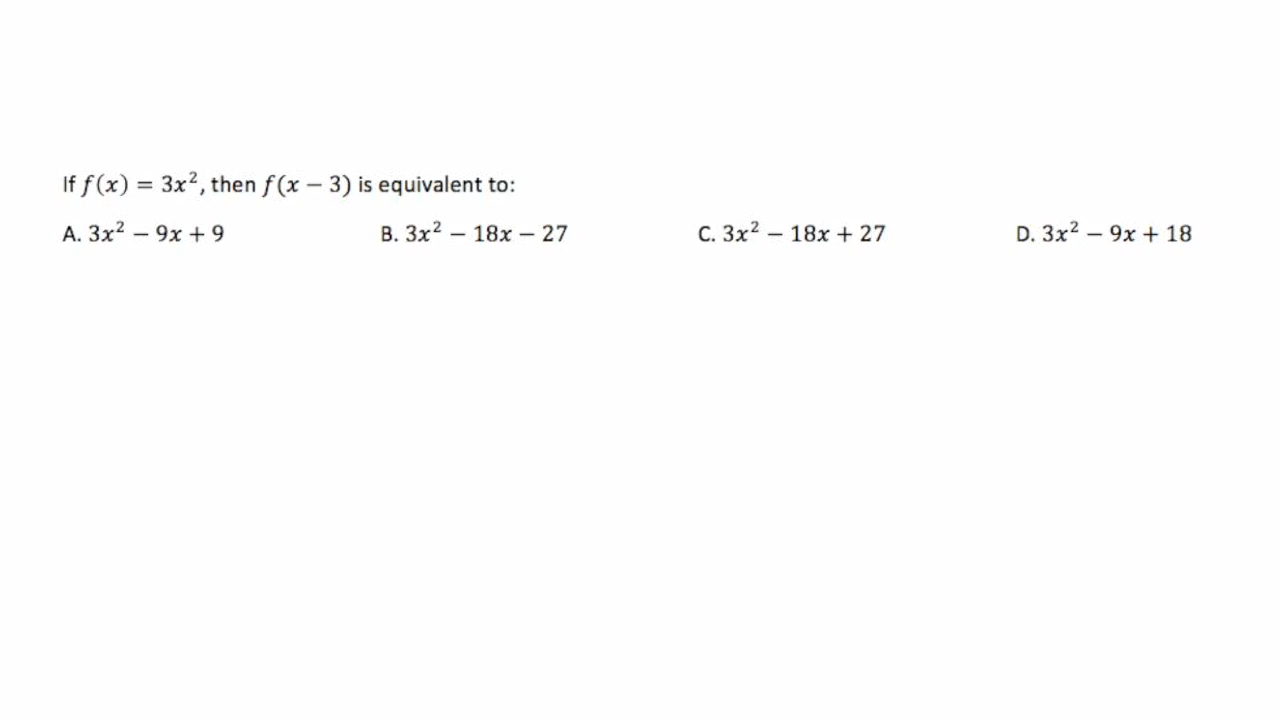 If f(x) = 3x², then f(x − 3) is equivalent to:
A. 3x² − 9x + 9 B. 3x² − 18x − 27 C. 3x² − 18x + 27 D. 3x² − 9x + 18